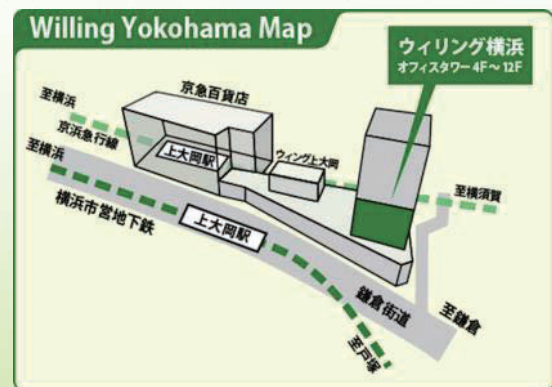 Willing Yokohama Map
ウィリング横浜
オフィスタワー 4F〜12F
京急百貨店
至横浜
京浜急行線
上大岡駅
ウィング上大岡
至横須賀
至横浜
横浜市営地下鉄
上大岡駅
鎌倉街道
至鎌倉
至戸塚